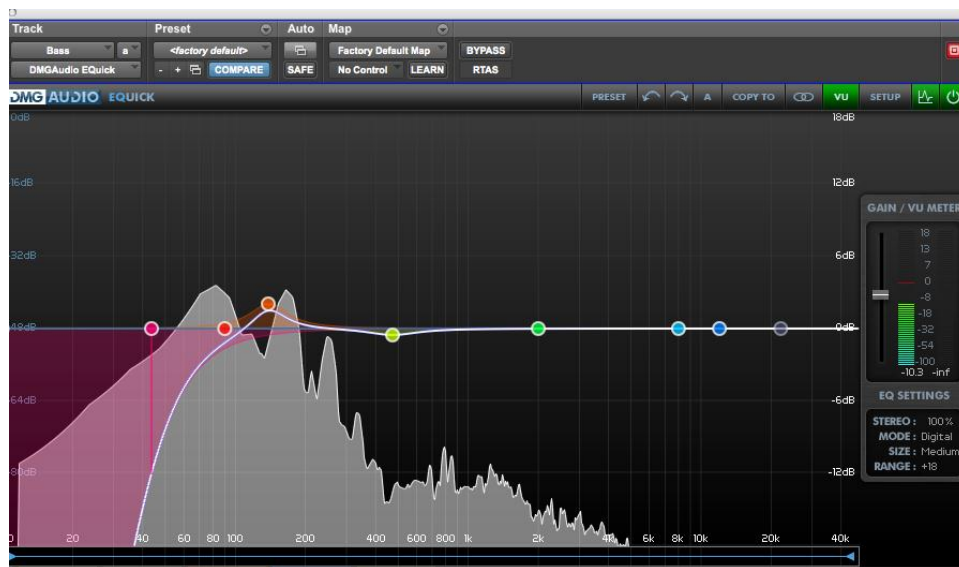 Track Preset Auto Map
Bass a <factory default> Factory Default Map BYPASS
DMGAudio EQuick - + COMPARE SAFE No Control LEARN RTAS
DMG AUDIO EQUICK PRESET A COPY TO VU SETUP
0dB 18dB
-16dB 12dB
GAIN / VU METER
18
13
-32dB 6dB
7
0
-8
-48dB 0dB
-18
-32
-54
-100
-10.3 -inf
-64dB -6dB
EQ SETTINGS
STEREO: 100%
MODE: Digital
SIZE: Medium
RANGE: +18
-80dB -12dB
20 40 60 80 100 200 400 600 800 1k 2k 4k 6k 8k 10k 20k 40k